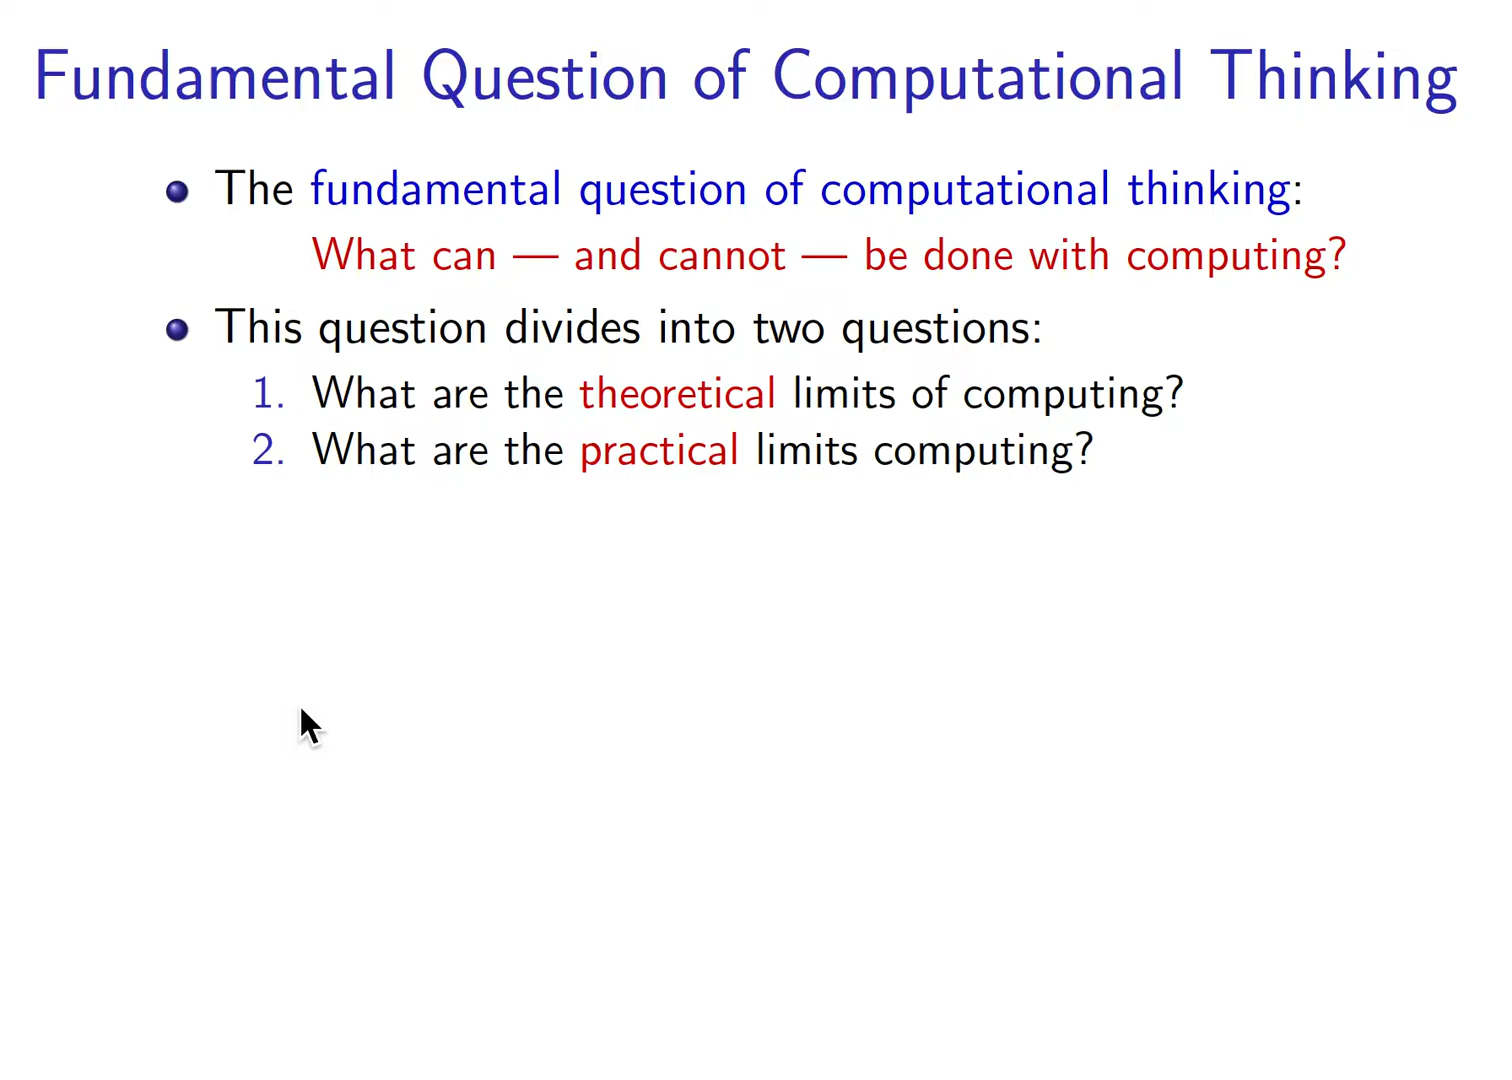 Fundamental Question of Computational Thinking
The fundamental question of computational thinking:
What can — and cannot — be done with computing?
This question divides into two questions:
1. What are the theoretical limits of computing?
2. What are the practical limits computing?